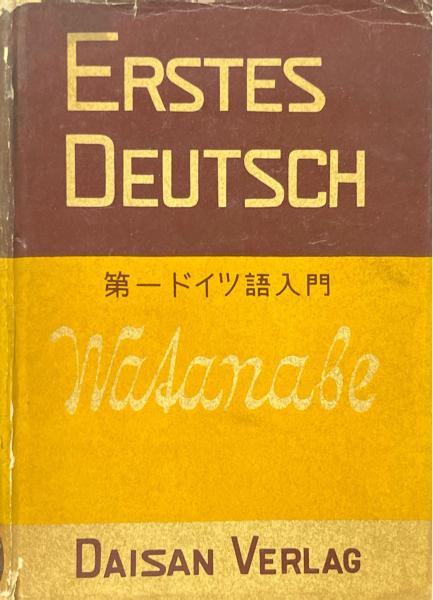 ERSTES
DEUTSCH
第一ドイツ語入門
Watanabe
DAISAN VERLAG